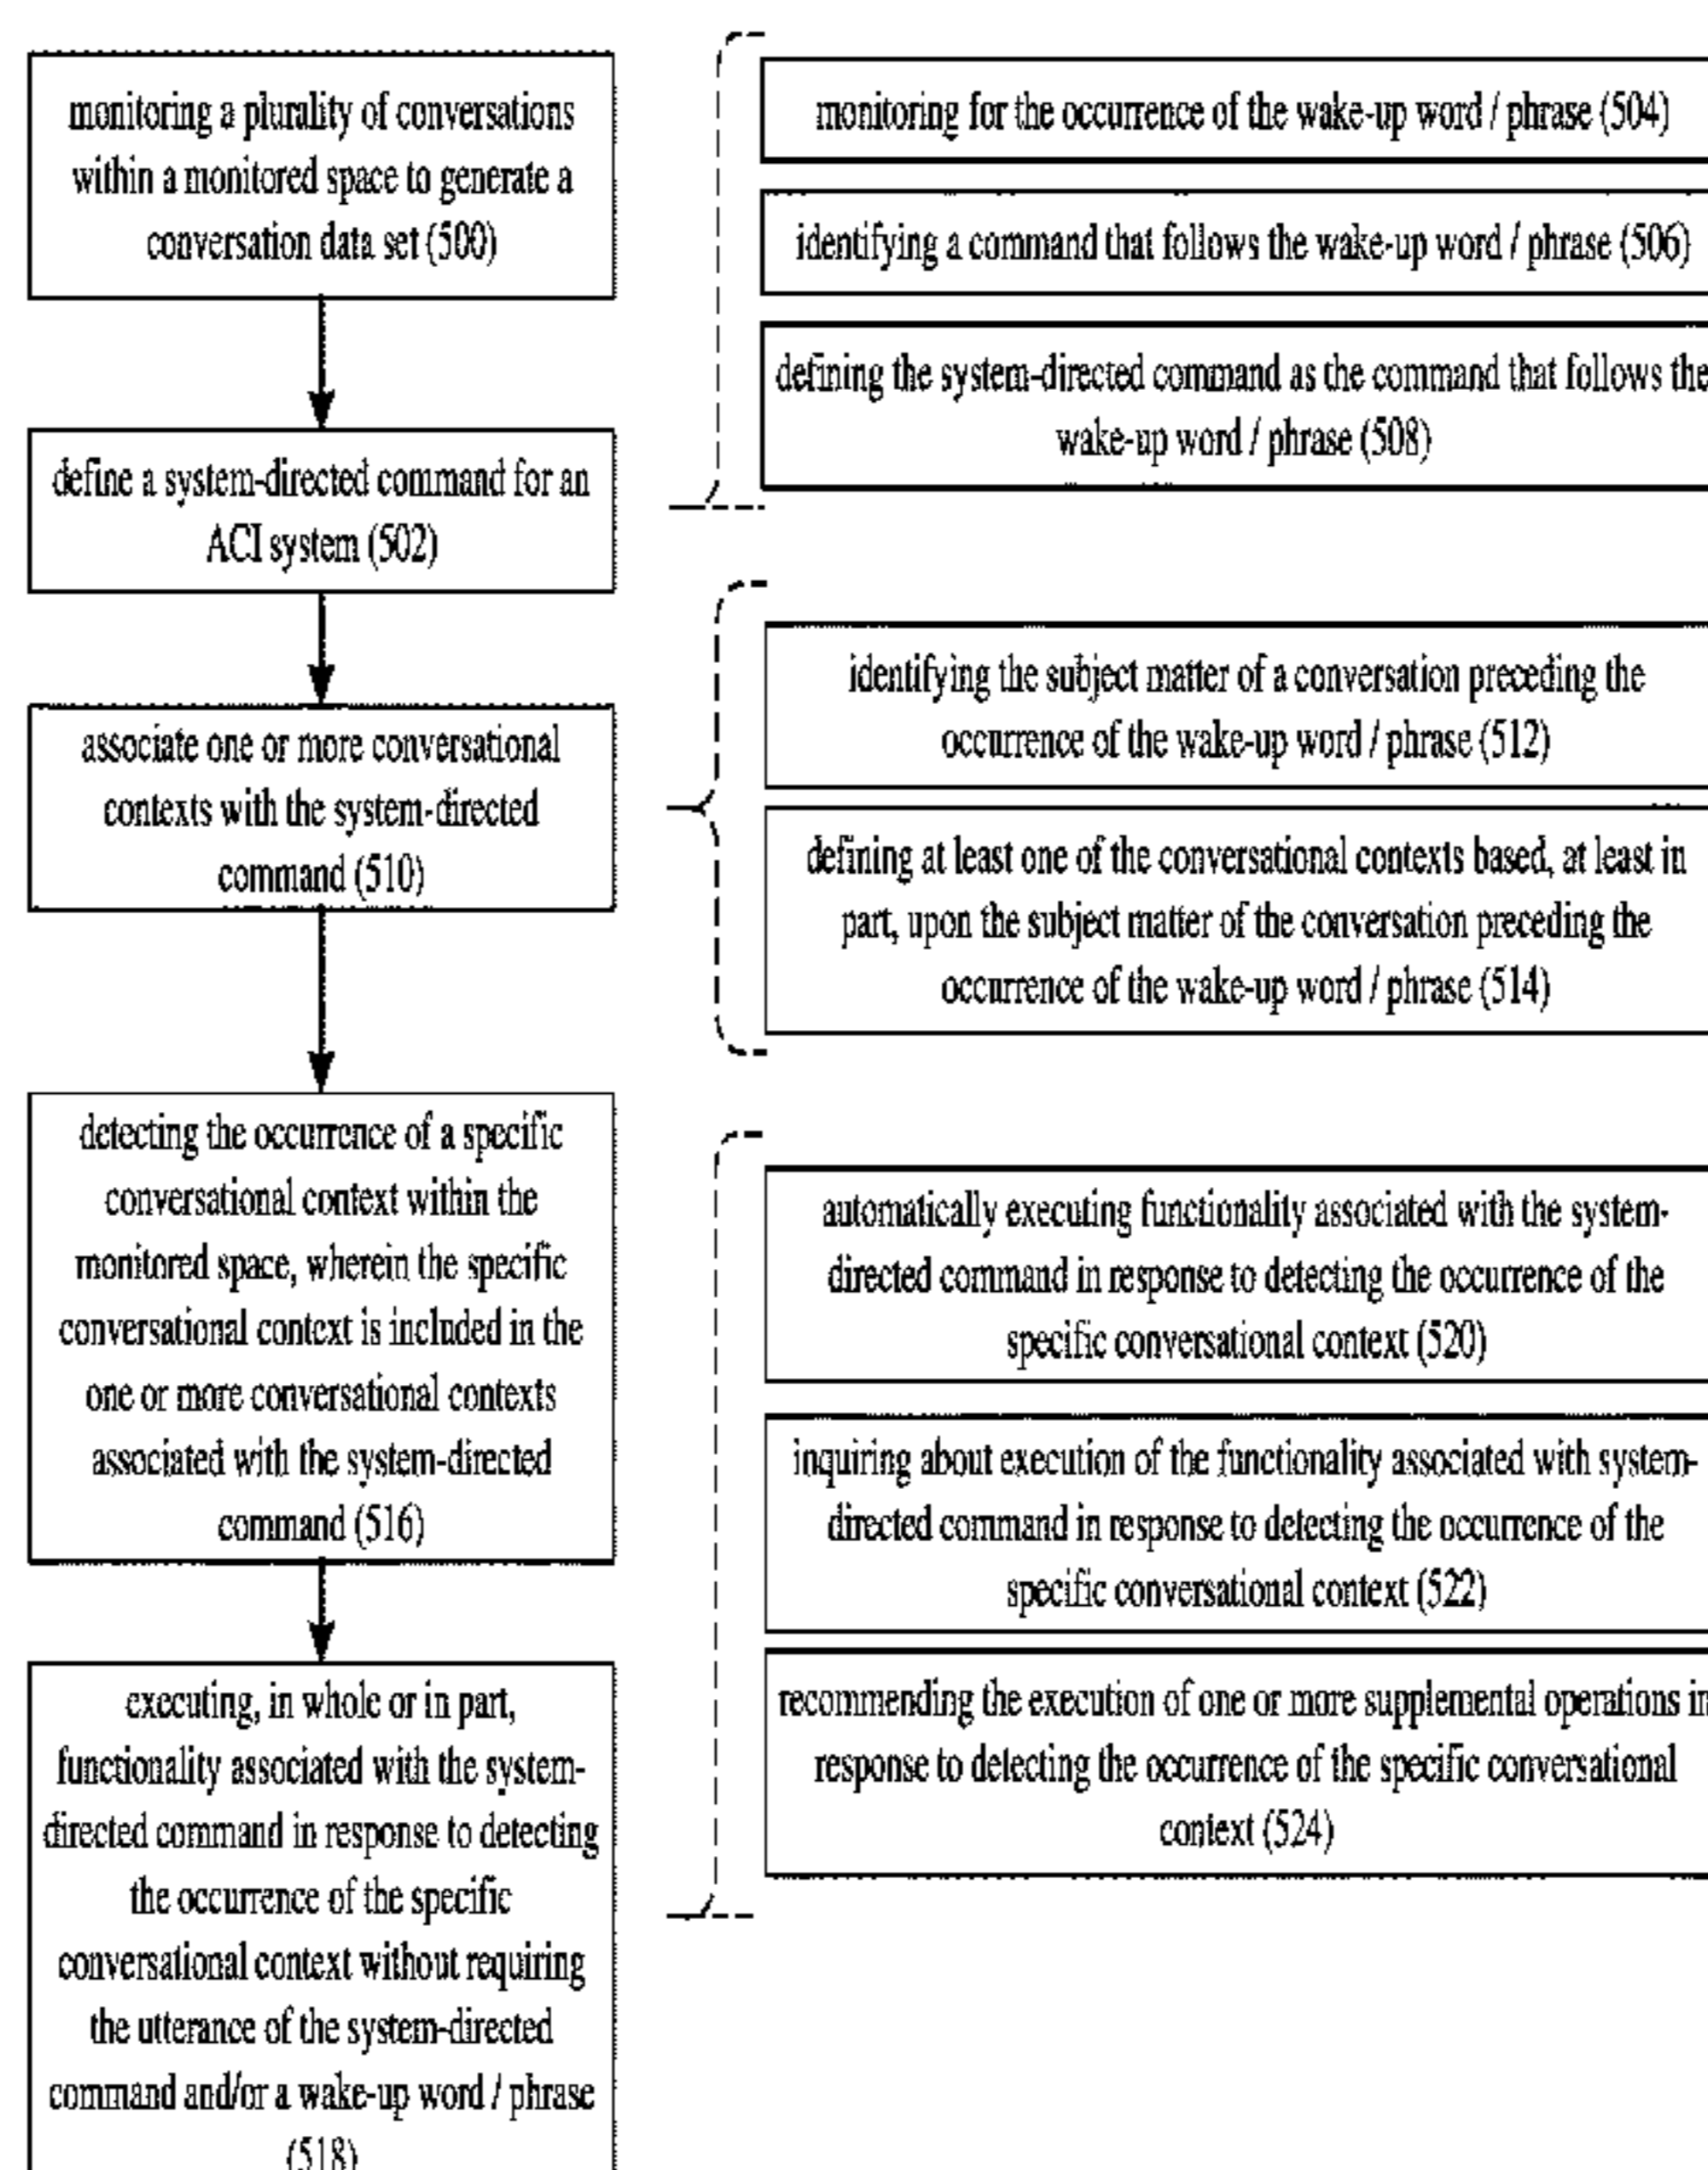 monitoring a plurality of conversations
within a monitored space to generate a
conversation data set (500)
define a system-directed command for an
ACI system (502)
monitoring for the occurrence of the wake-up word / phrase (504)
identifying a command that follows the wake-up word / phrase (506)
defining the system-directed command as the command that follows the
wake-up word / phrase (508)
associate one or more conversational
contexts with the system-directed
command (510)
identifying the subject matter of a conversation preceding the
occurrence of the wake-up word / phrase (512)
defining at least one of the conversational contexts based, at least in
part, upon the subject matter of the conversation preceding the
occurrence of the wake-up word / phrase (514)
detecting the occurrence of a specific
conversational context within the
monitored space, wherein the specific
conversational context is included in the
one or more conversational contexts
associated with the system-directed
command (516)
executing, in whole or in part,
functionality associated with the system-
directed command in response to detecting
the occurrence of the specific
conversational context without requiring
the utterance of the system-directed
command and/or a wake-up word / phrase
(518)
automatically executing functionality associated with the system-
directed command in response to detecting the occurrence of the
specific conversational context (520)
inquiring about execution of the functionality associated with system-
directed command in response to detecting the occurrence of the
specific conversational context (522)
recommending the execution of one or more supplemental operations in
response to detecting the occurrence of the specific conversational
context (524)